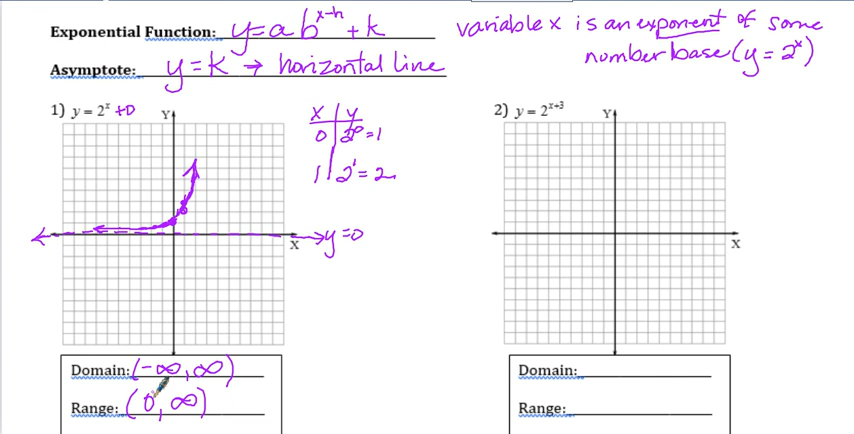 Exponential Function: y = a b^(x-h) + k
variable x is an exponent of some
number base (y = 2^x)
Asymptote: y = k → horizontal line
1) y = 2^x +0
Y
x | y
0 | 2^0 = 1
1 | 2^1 = 2
X
y = 0
Domain: (-∞, ∞)
Range: (0, ∞)
2) y = 2^(x+3)
Y
X
Domain:
Range: